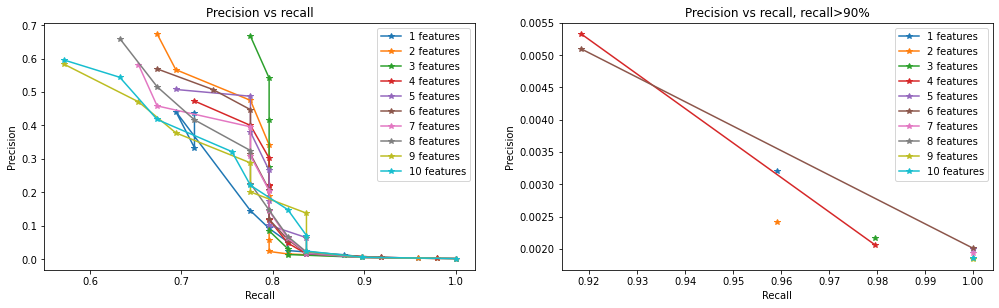 Precision vs recall
Precision
0.7
0.6
0.5
0.4
0.3
0.2
0.1
0.0
0.6
0.7
0.8
0.9
1.0
Recall
1 features
2 features
3 features
4 features
5 features
6 features
7 features
8 features
9 features
10 features
Precision vs recall, recall>90%
Precision
0.0055
0.0050
0.0045
0.0040
0.0035
0.0030
0.0025
0.0020
0.92
0.93
0.94
0.95
0.96
0.97
0.98
0.99
1.00
Recall
1 features
2 features
3 features
4 features
5 features
6 features
7 features
8 features
9 features
10 features